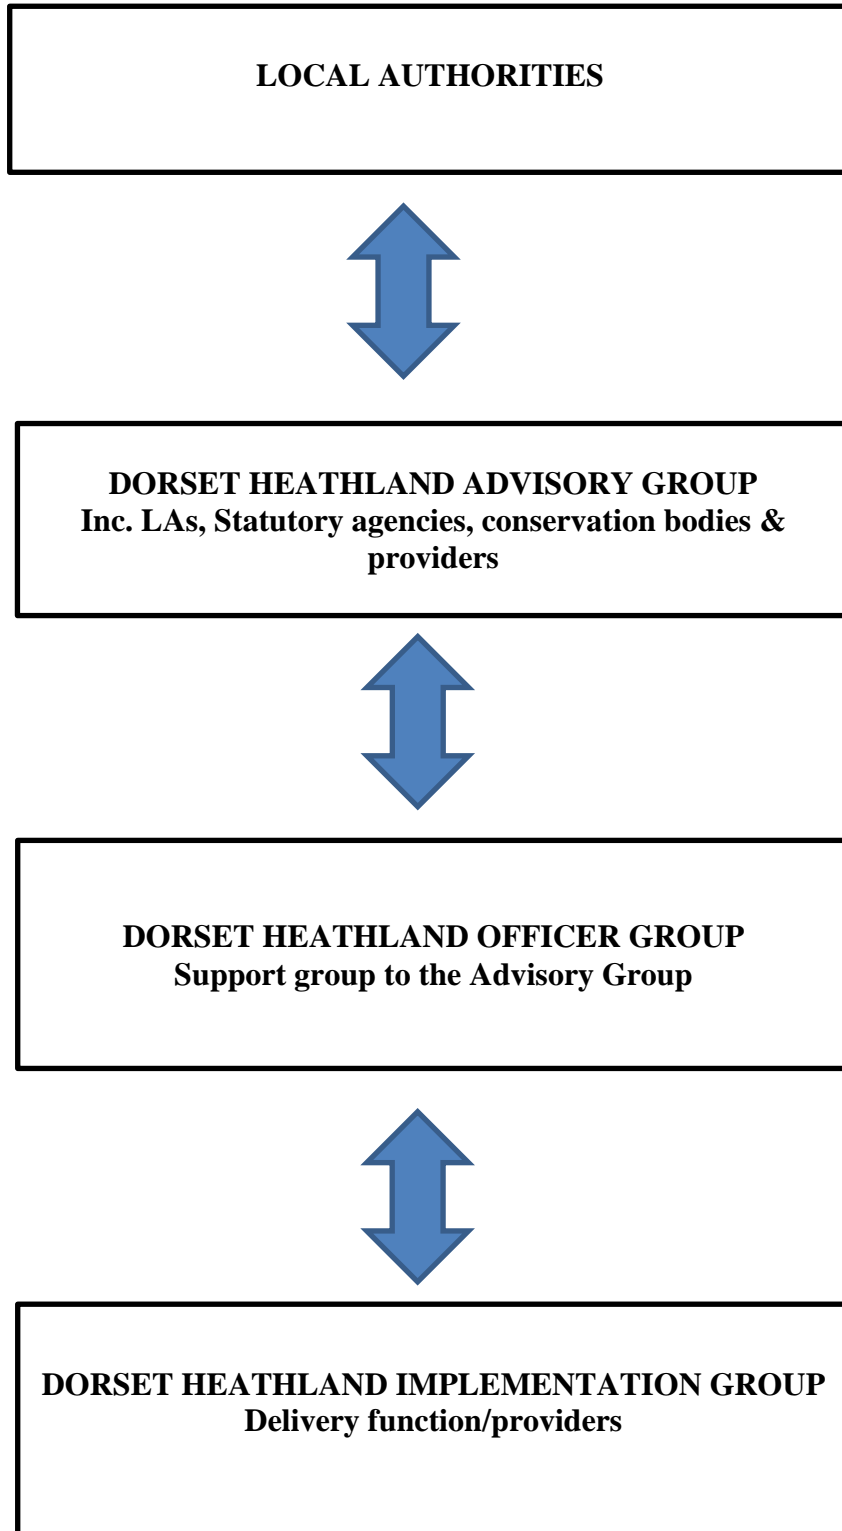 LOCAL AUTHORITIES
DORSET HEATHLAND ADVISORY GROUP
Inc. LAs, Statutory agencies, conservation bodies &
providers
DORSET HEATHLAND OFFICER GROUP
Support group to the Advisory Group
DORSET HEATHLAND IMPLEMENTATION GROUP
Delivery function/providers